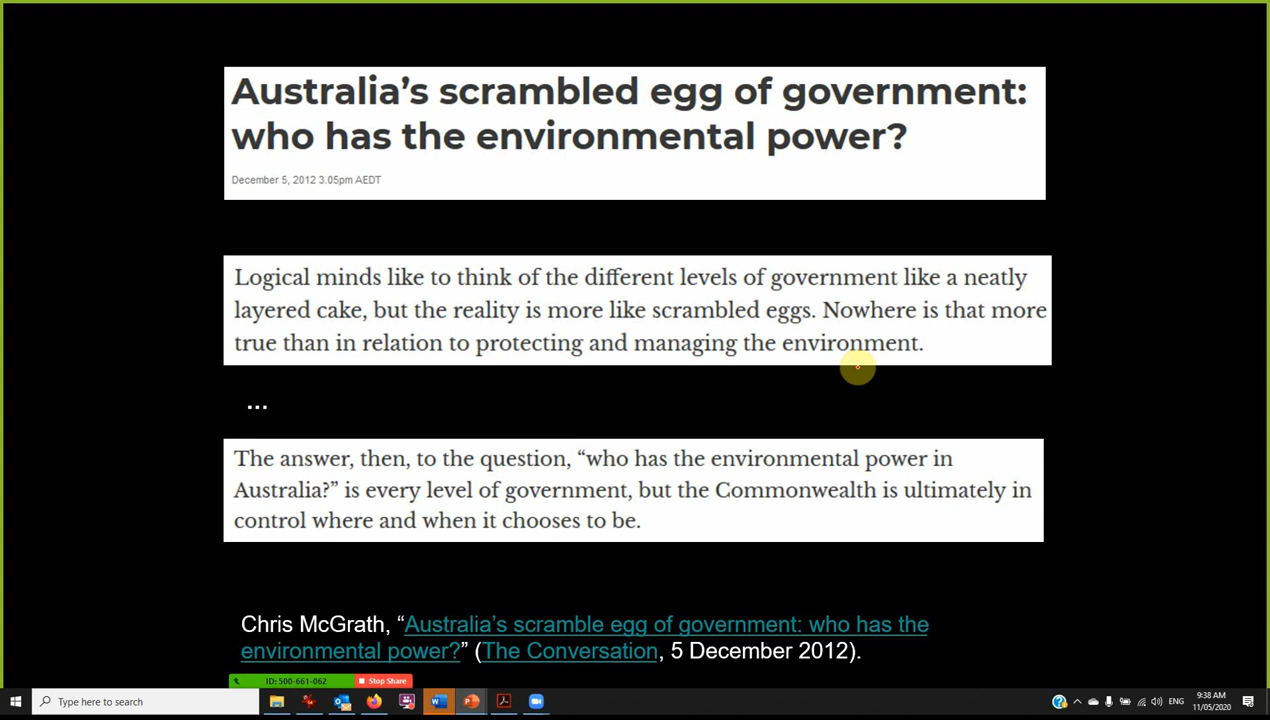 Australia's scrambled egg of government:
who has the environmental power?
December 5, 2012 3.05pm AEDT
Logical minds like to think of the different levels of government like a neatly
layered cake, but the reality is more like scrambled eggs. Nowhere is that more
true than in relation to protecting and managing the environment.
...
The answer, then, to the question, “who has the environmental power in
Australia?” is every level of government, but the Commonwealth is ultimately in
control where and when it chooses to be.
Chris McGrath, “Australia’s scramble egg of government: who has the
environmental power?” (The Conversation, 5 December 2012).
ID: 500-661-062 Stop Share
Type here to search
ENG
9:38 AM
11/05/2020